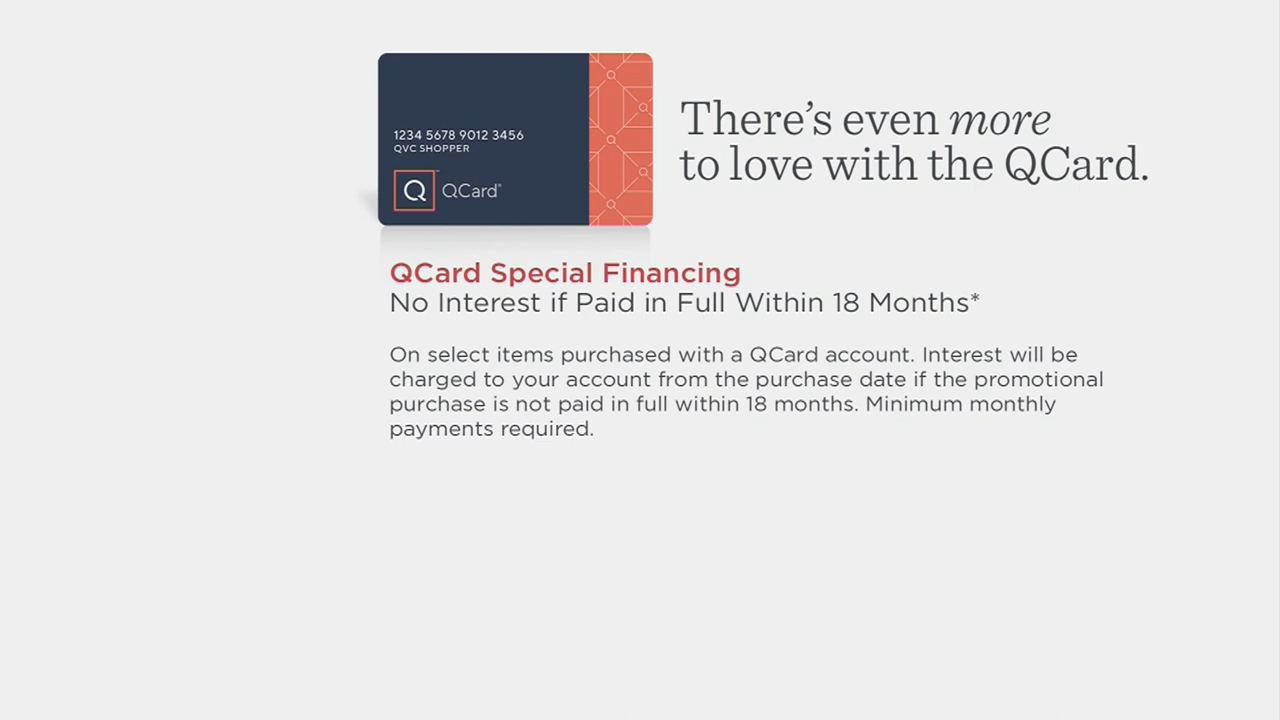 1234 5678 9012 3456
QVC SHOPPER
Q™ QCard®
There's even more
to love with the QCard.
QCard Special Financing
No Interest if Paid in Full Within 18 Months*
On select items purchased with a QCard account. Interest will be
charged to your account from the purchase date if the promotional
purchase is not paid in full within 18 months. Minimum monthly
payments required.